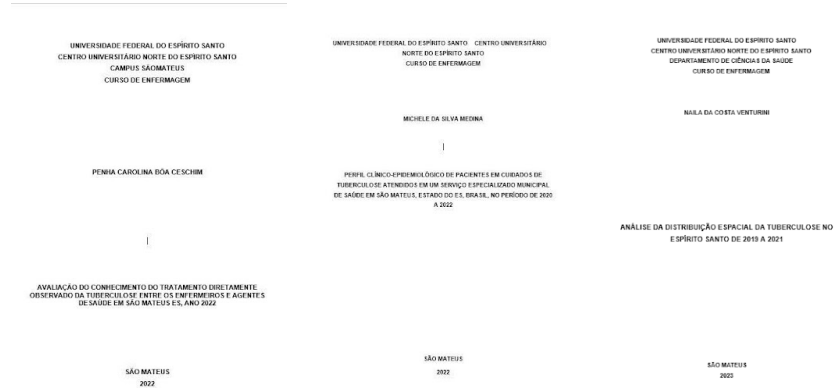 UNIVERSIDADE FEDERAL DO ESPÍRITO SANTO
CENTRO UNIVERSITÁRIO NORTE DO ESPÍRITO SANTO
CAMPUS SÃOMATEUS
CURSO DE ENFERMAGEM
PENHA CAROLINA BÓA CESCHIM
AVALIAÇÃO DO CONHECIMENTO DO TRATAMENTO DIRETAMENTE
OBSERVADO DA TUBERCULOSE ENTRE OS ENFERMEIROS E AGENTES
DESAÚDE EM SÃO MATEUS ES, ANO 2022
SÃO MATEUS
2022
UNIVERSIDADE FEDERAL DO ESPÍRITO SANTO CENTRO UNIVERSITÁRIO
NORTE DO ESPÍRITO SANTO
CURSO DE ENFERMAGEM
MICHELE DA SILVA MEDINA
PERFIL CLÍNICO-EPIDEMIOLÓGICO DE PACIENTES EM CUIDADOS DE
TUBERCULOSE ATENDIDOS EM UM SERVIÇO ESPECIALIZADO MUNICIPAL
DE SAÚDE EM SÃO MATEUS, ESTADO DO ES, BRASIL, NO PERÍODO DE 2020
A 2022
SÃO MATEUS
2022
UNIVERSIDADE FEDERAL DO ESPÍRITO SANTO
CENTRO UNIVERSITÁRIO NORTE DO ESPÍRITO SANTO
DEPARTAMENTO DE CIÊNCIAS DA SAÚDE
CURSO DE ENFERMAGEM
NAILA DA COSTA VENTURINI
ANÁLISE DA DISTRIBUIÇÃO ESPACIAL DA TUBERCULOSE NO
ESPÍRITO SANTO DE 2019 A 2021
SÃO MATEUS
2023